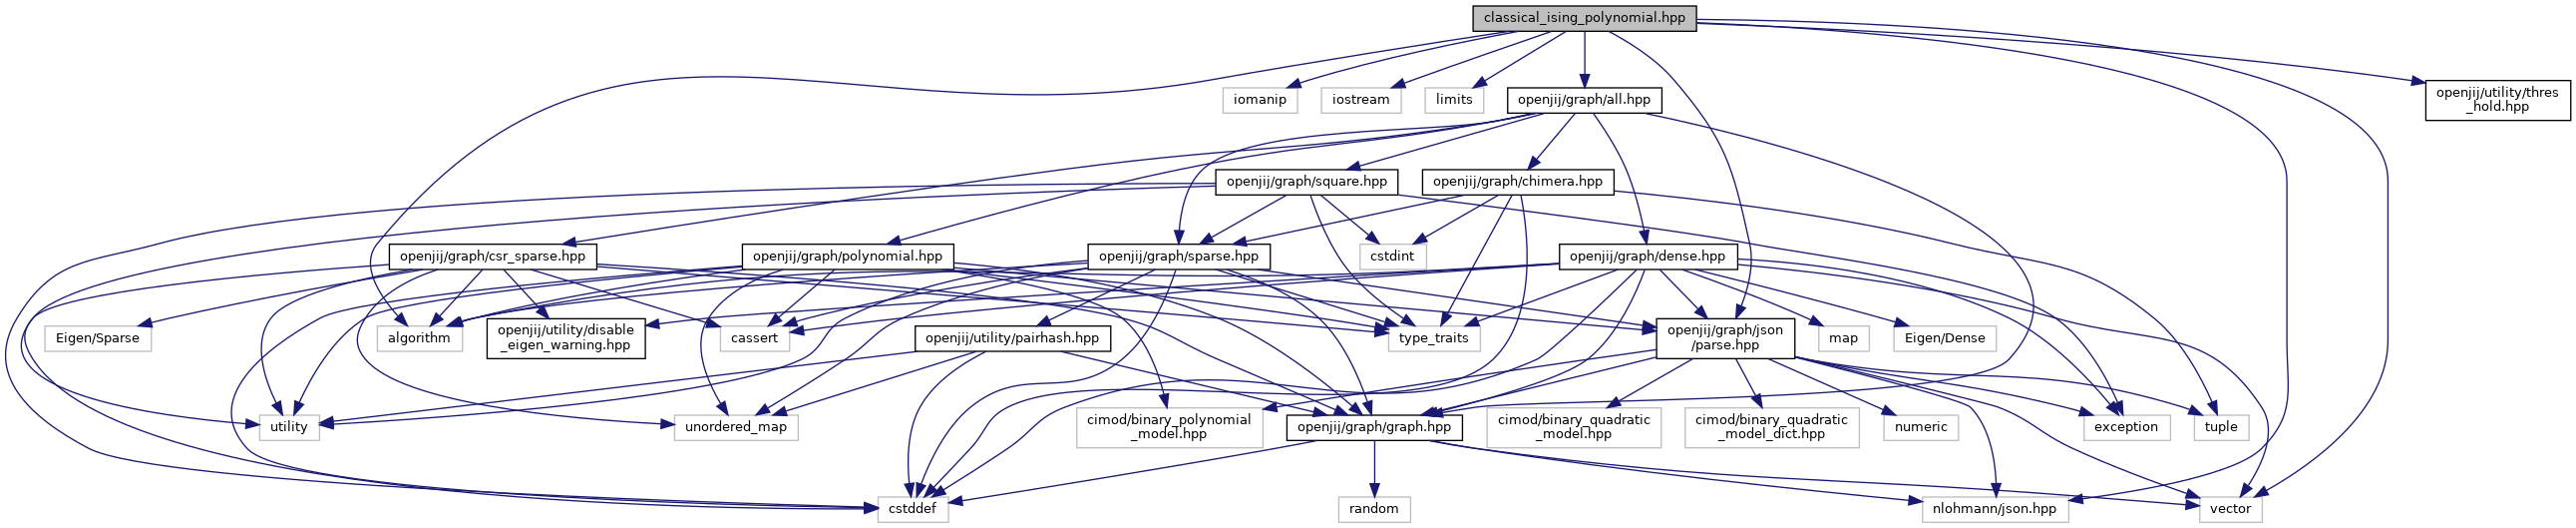 classical_ising_polynomial.hpp
iomanip
iostream
limits
openjij/graph/all.hpp
openjij/utility/thres
_hold.hpp
openjij/graph/square.hpp
openjij/graph/chimera.hpp
openjij/graph/csr_sparse.hpp
openjij/graph/polynomial.hpp
openjij/graph/sparse.hpp
cstdint
openjij/graph/dense.hpp
Eigen/Sparse
algorithm
openjij/utility/disable
_eigen_warning.hpp
cassert
openjij/utility/pairhash.hpp
type_traits
openjij/graph/json
/parse.hpp
map
Eigen/Dense
utility
unordered_map
cimod/binary_polynomial
_model.hpp
openjij/graph/graph.hpp
cimod/binary_quadratic
_model.hpp
cimod/binary_quadratic
_model_dict.hpp
numeric
exception
tuple
cstddef
random
nlohmann/json.hpp
vector